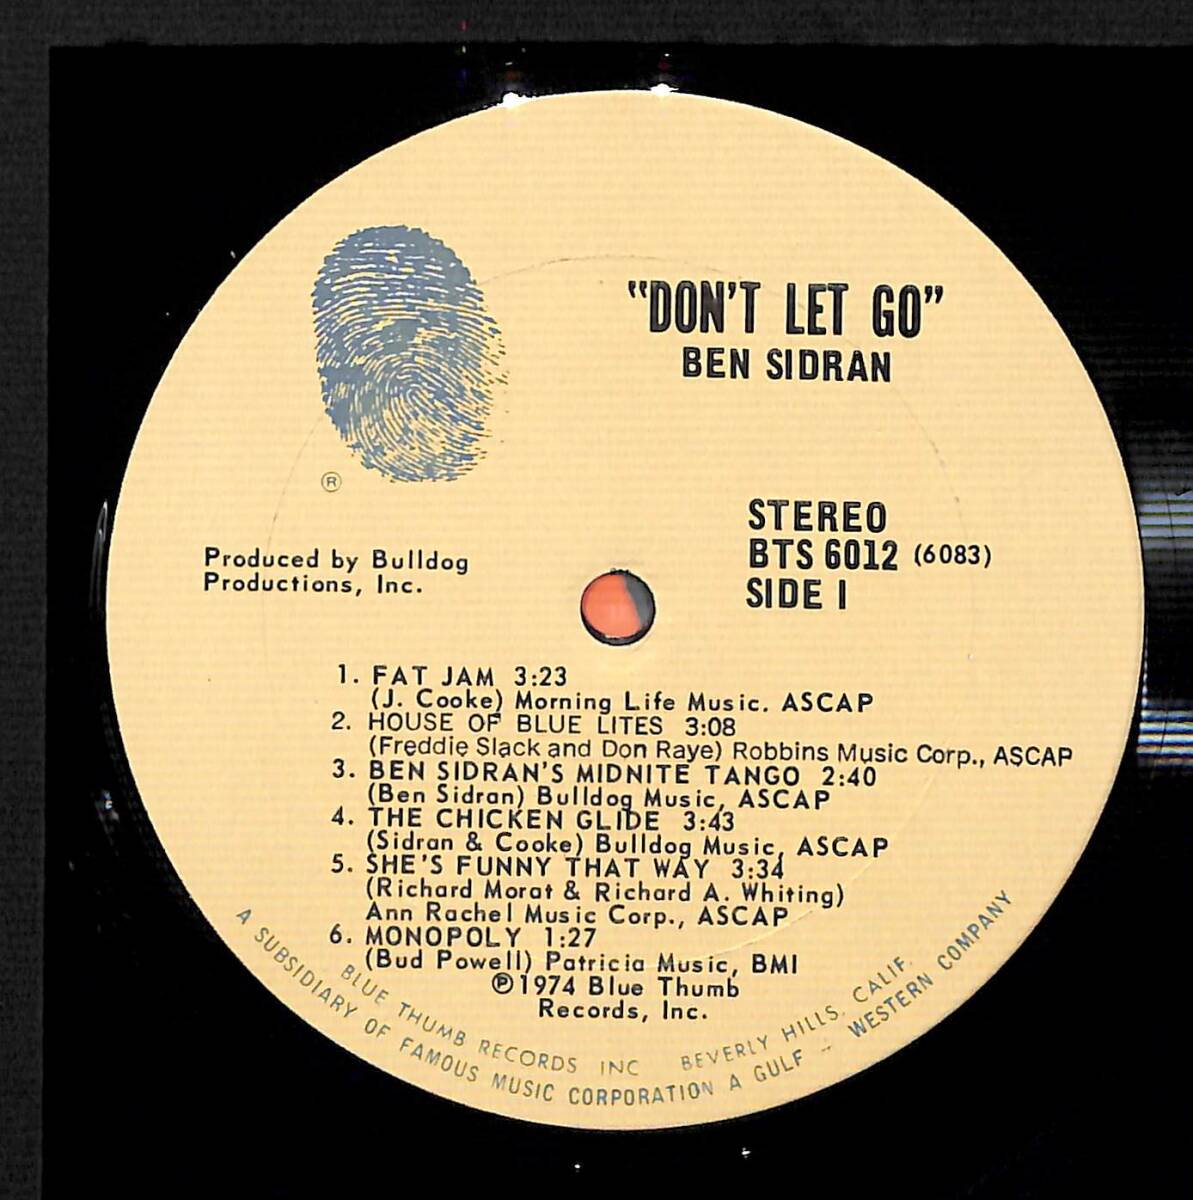 "DON'T LET GO"
BEN SIDRAN
®
STEREO
BTS 6012 (6083)
SIDE 1
Produced by Bulldog
Productions, Inc.
1. FAT JAM 3:23
(J. Cooke) Morning Life Music. ASCAP
2. HOUSE OF BLUE LITES 3:08
(Freddie Slack and Don Raye) Robbins Music Corp., ASCAP
3. BEN SIDRAN'S MIDNITE TANGO 2:40
(Ben Sidran) Bulldog Music, ASCAP
4. THE CHICKEN GLIDE 3:43
(Sidran & Cooke) Bulldog Music, ASCAP
5. SHE'S FUNNY THAT WAY 3:34
(Richard Morat & Richard A. Whiting)
Ann Rachel Music Corp., ASCAP
6. MONOPOLY 1:27
(Bud Powell) Patricia Music, BMI
℗1974 Blue Thumb
Records, Inc.
BLUE THUMB RECORDS INC BEVERLY HILLS, CALIF.
A SUBSIDIARY OF FAMOUS MUSIC CORPORATION A GULF - WESTERN COMPANY